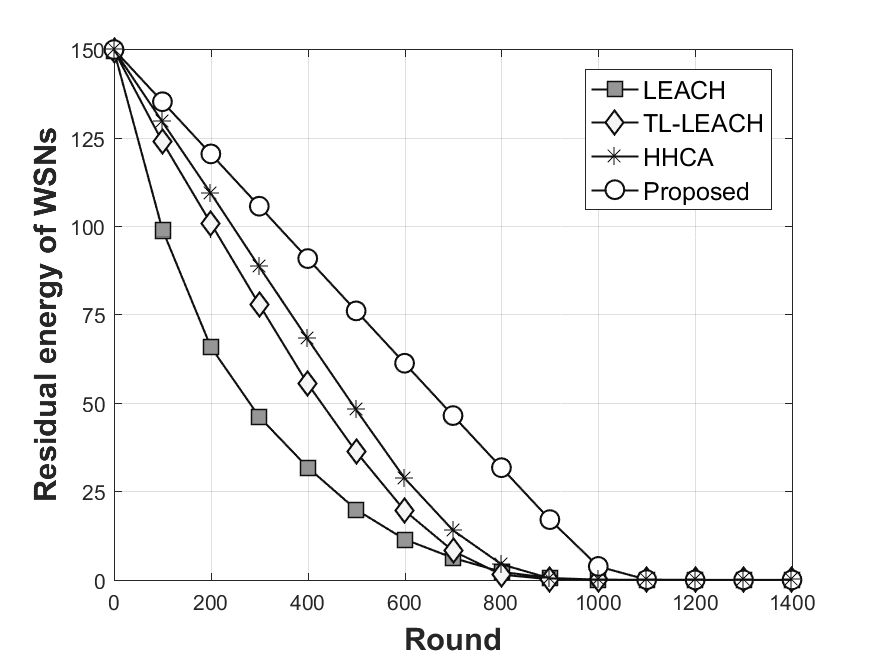 150
125
100
75
50
25
0
Residual energy of WSNs
LEACH
TL-LEACH
HHCA
Proposed
0 200 400 600 800 1000 1200 1400
Round